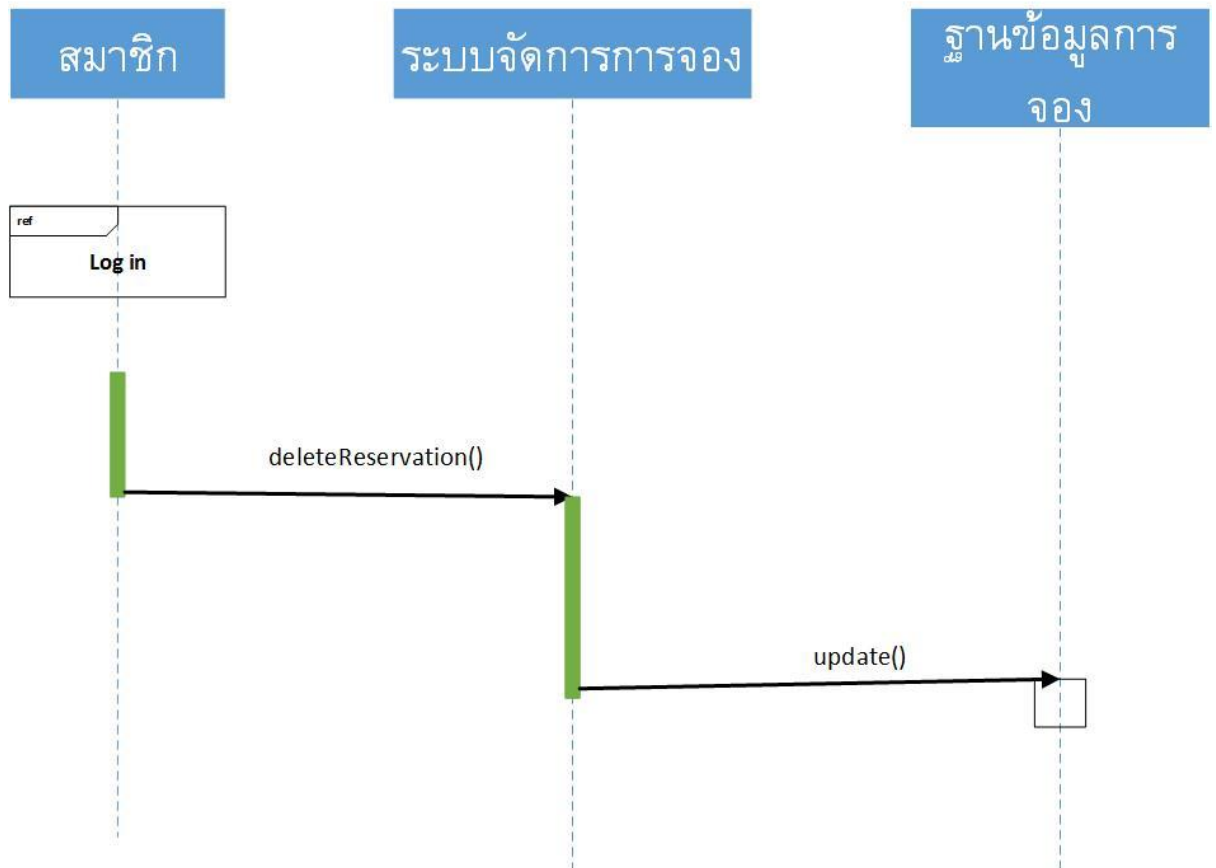 สมาชิก
ระบบจัดการการจอง
ฐานข้อมูลการ
จอง
ref
Log in
deleteReservation()
update()